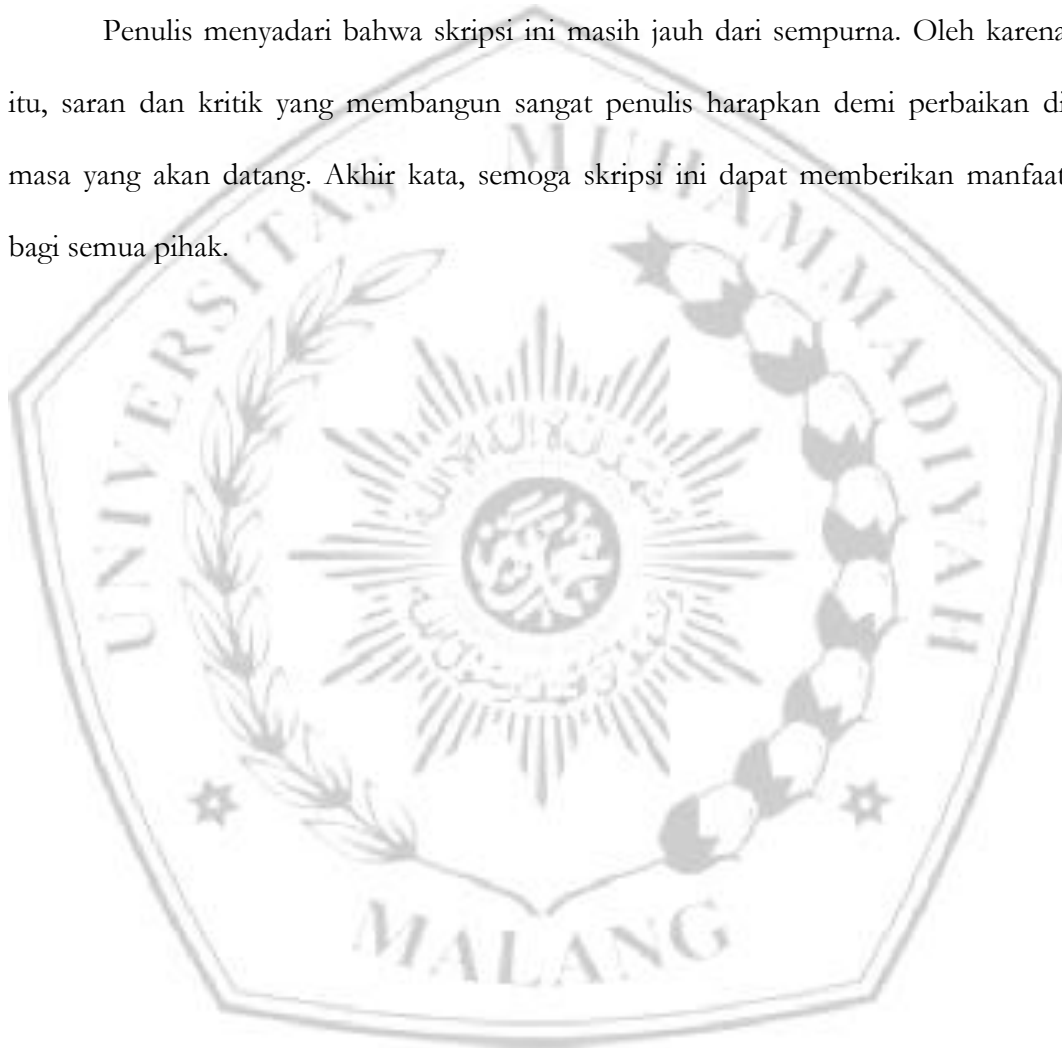 Penulis menyadari bahwa skripsi ini masih jauh dari sempurna. Oleh karena
itu, saran dan kritik yang membangun sangat penulis harapkan demi perbaikan di
masa yang akan datang. Akhir kata, semoga skripsi ini dapat memberikan manfaat
bagi semua pihak.
UNIVERSITAS MUHAMMADIYAH
MALANG